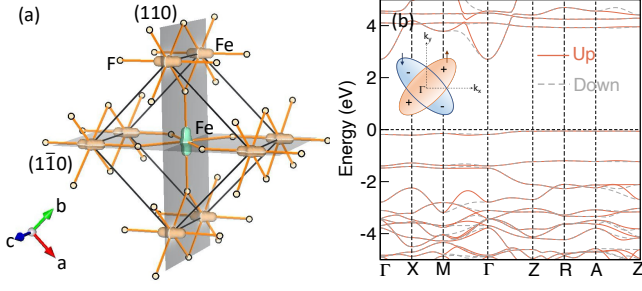 (a)
(110)
Fe
F
Fe
(11̄0)
b
c
a
(b)
4
2
0
-2
-4
Energy (eV)
k_y
k_x
Γ
+
-
+
-
Up
Down
Γ X M Γ Z R A Z